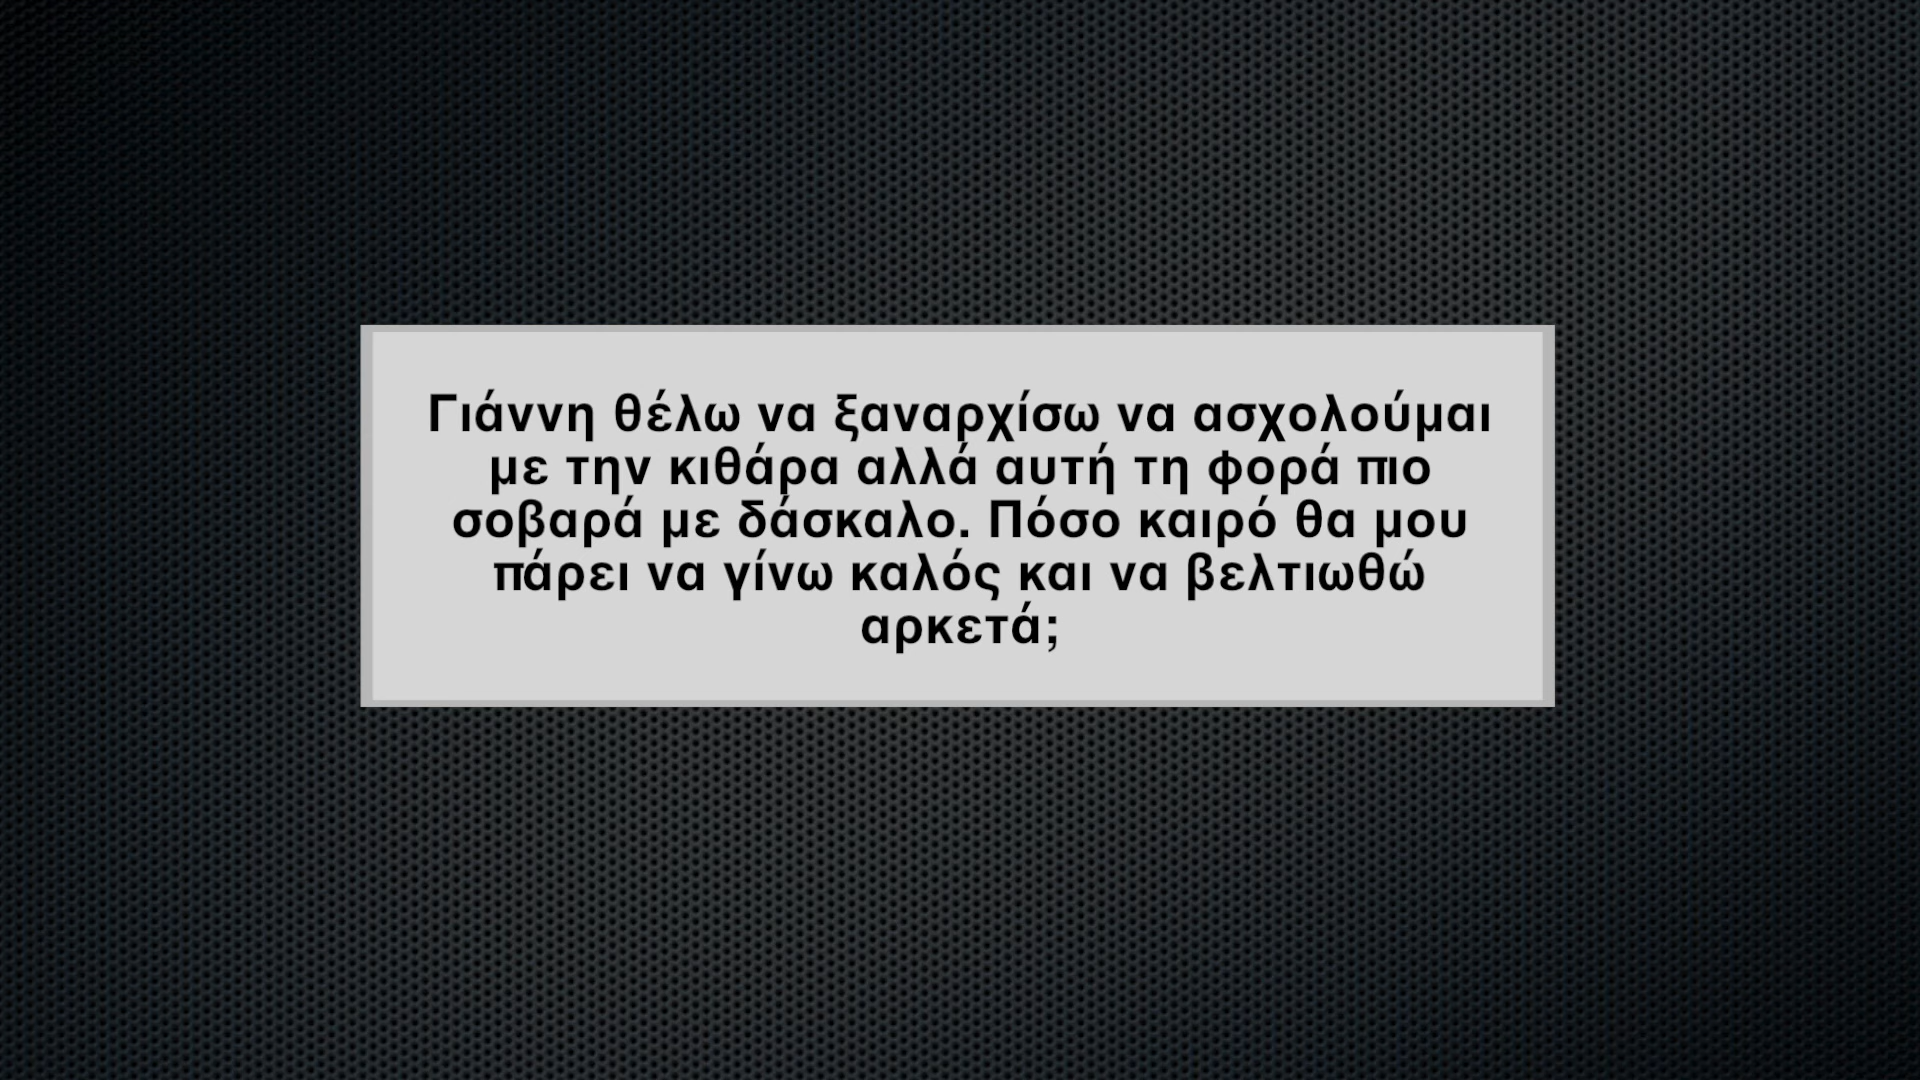 Γιάννη θέλω να ξαναρχίσω να ασχολούμαι
με την κιθάρα αλλά αυτή τη φορά πιο
σοβαρά με δάσκαλο. Πόσο καιρό θα μου
πάρει να γίνω καλός και να βελτιωθώ
αρκετά;